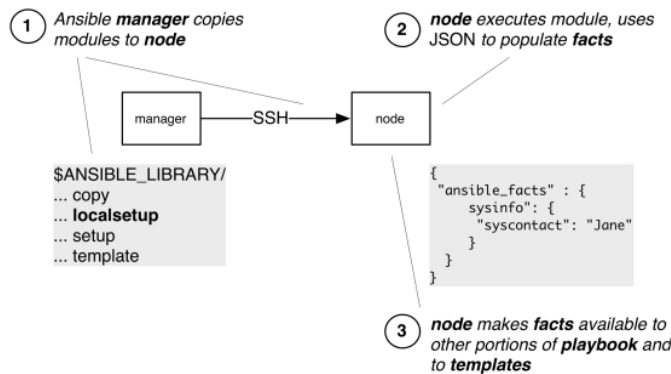 1
Ansible manager copies
modules to node
2
node executes module, uses
JSON to populate facts
manager
SSH
node
$ANSIBLE_LIBRARY/
... copy
... localsetup
... setup
... template
{
"ansible_facts" : {
sysinfo": {
"syscontact": "Jane"
}
}
}
3
node makes facts available to
other portions of playbook and
to templates